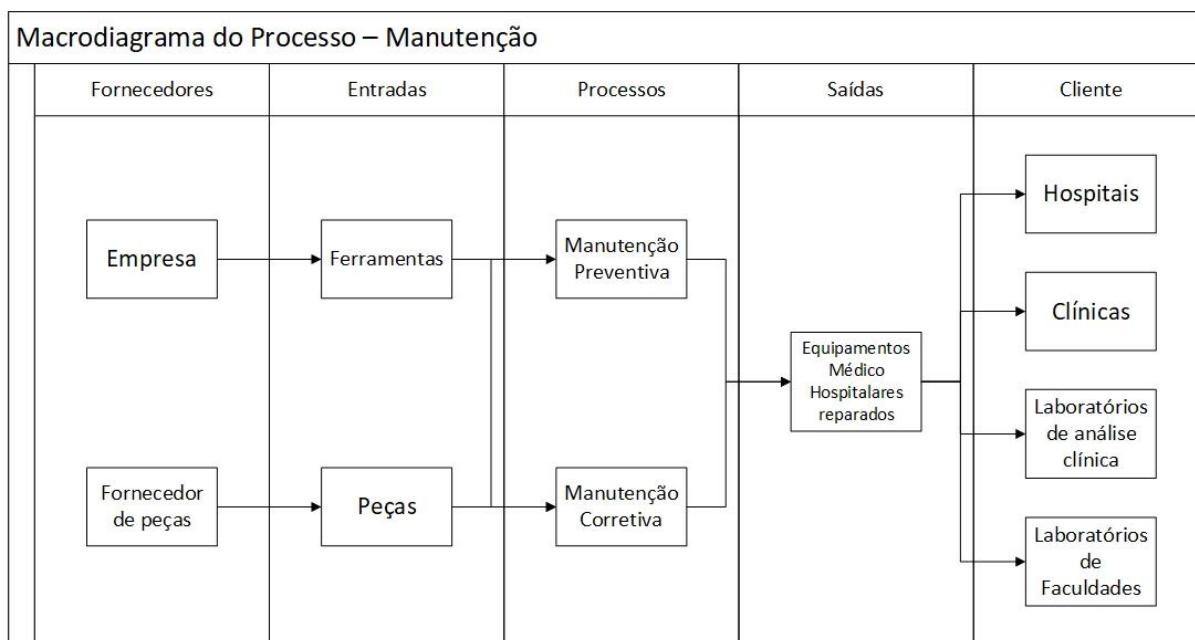 Macrodiagrama do Processo – Manutenção
Fornecedores
Entradas
Processos
Saídas
Cliente
Empresa
Fornecedor
de peças
Ferramentas
Peças
Manutenção
Preventiva
Manutenção
Corretiva
Equipamentos
Médico
Hospitalares
reparados
Hospitais
Clínicas
Laboratórios
de análise
clínica
Laboratórios
de
Faculdades